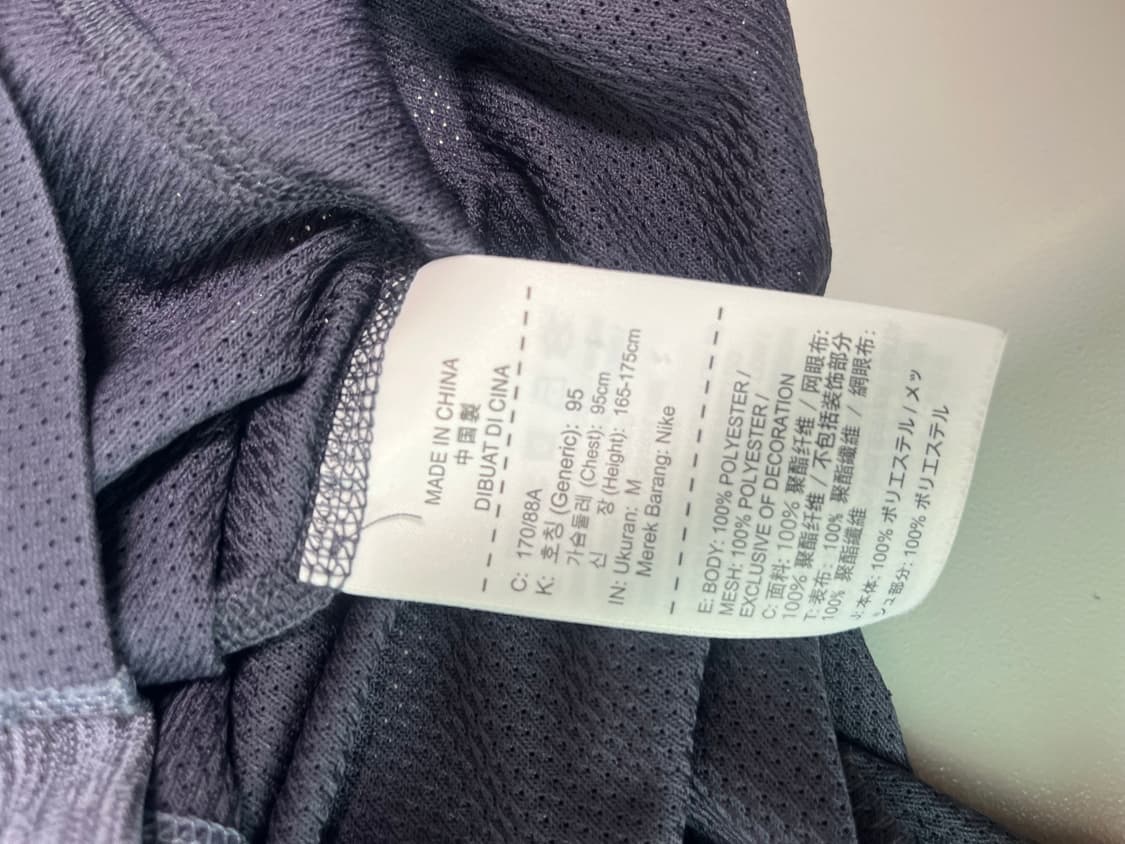 MADE IN CHINA
中国製
DIBUAT DI CINA
C: 170/88A
K: 호칭 (Generic): 95
가슴둘레 (Chest): 95cm
신 장 (Height): 165-175cm
IN: Ukuran: M
Merek Barang: Nike
E: BODY: 100% POLYESTER /
MESH: 100% POLYESTER /
EXCLUSIVE OF DECORATION
C: 面料: 100% 聚酯纤维 / 网眼布:
100% 聚酯纤维 / 不包括装饰部分
T: 表布: 100% 聚酯纖維 / 網眼布:
100% 聚酯纖維
J: 本体: 100% ポリエステル / メッ
シュ部分: 100% ポリエステル